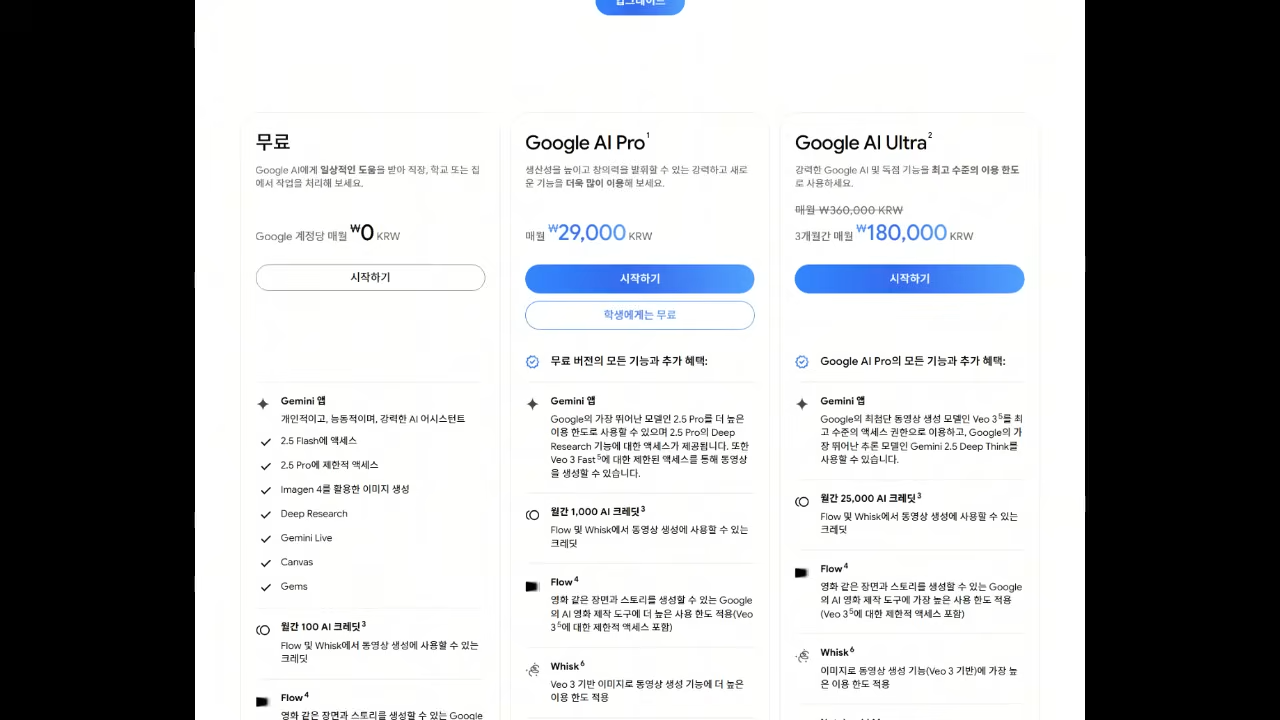 업그레이드
무료
Google AI에게 일상적인 도움을 받아 직장, 학교 또는 집
에서 작업을 처리해 보세요.
Google 계정당 매월 ₩0 KRW
시작하기
Gemini 앱
개인적이고, 능동적이며, 강력한 AI 어시스턴트
2.5 Flash에 액세스
2.5 Pro에 제한적 액세스
Imagen 4를 활용한 이미지 생성
Deep Research
Gemini Live
Canvas
Gems
월간 100 AI 크레딧3
Flow 및 Whisk에서 동영상 생성에 사용할 수 있는
크레딧
Flow4
영화 같은 장면과 스토리를 생성할 수 있는 Google
Google AI Pro1
생산성을 높이고 창의력을 발휘할 수 있는 강력하고 새로
운 기능을 더욱 많이 이용해 보세요.
매월 ₩29,000 KRW
시작하기
학생에게는 무료
무료 버전의 모든 기능과 추가 혜택:
Gemini 앱
Google의 가장 뛰어난 모델인 2.5 Pro를 더 높은
이용 한도로 사용할 수 있으며 2.5 Pro의 Deep
Research 기능에 대한 액세스가 제공됩니다. 또한
Veo 3 Fast5에 대한 제한된 액세스를 통해 동영상
을 생성할 수 있습니다.
월간 1,000 AI 크레딧3
Flow 및 Whisk에서 동영상 생성에 사용할 수 있는
크레딧
Flow4
영화 같은 장면과 스토리를 생성할 수 있는 Google
의 AI 영화 제작 도구에 더 높은 사용 한도 적용(Veo
35에 대한 제한적 액세스 포함)
Whisk6
Veo 3 기반 이미지로 동영상 생성 기능에 더 높은
이용 한도 적용
Google AI Ultra2
강력한 Google AI 및 독점 기능을 최고 수준의 이용 한도
로 사용하세요.
매월 ₩360,000 KRW
3개월간 매월 ₩180,000 KRW
시작하기
Google AI Pro의 모든 기능과 추가 혜택:
Gemini 앱
Google의 최첨단 동영상 생성 모델인 Veo 35를 최
고 수준의 액세스 권한으로 이용하고, Google의 가
장 뛰어난 추론 모델인 Gemini 2.5 Deep Think를
사용할 수 있습니다.
월간 25,000 AI 크레딧3
Flow 및 Whisk에서 동영상 생성에 사용할 수 있는
크레딧
Flow4
영화 같은 장면과 스토리를 생성할 수 있는 Google
의 AI 영화 제작 도구에 가장 높은 사용 한도 적용
(Veo 35에 대한 제한적 액세스 포함)
Whisk6
이미지로 동영상 생성 기능(Veo 3 기반)에 가장 높
은 이용 한도 적용